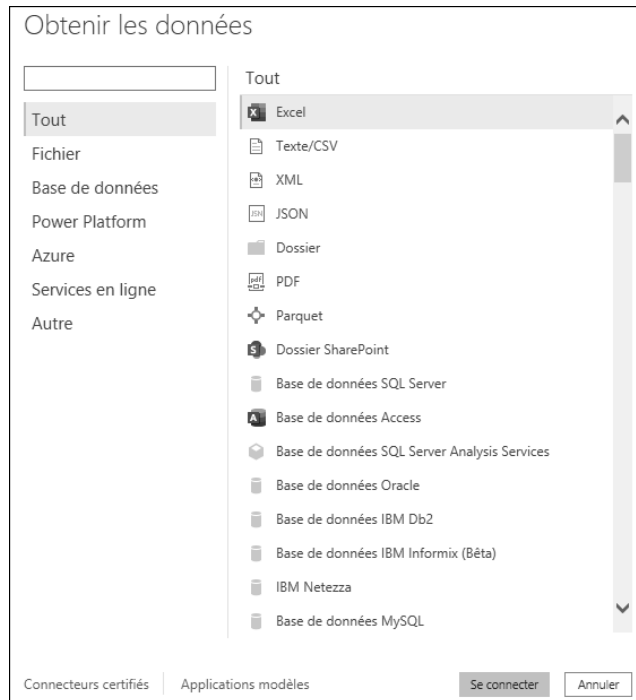 Obtenir les données
Tout
Fichier
Base de données
Power Platform
Azure
Services en ligne
Autre
Tout
Excel
Texte/CSV
XML
JSON
Dossier
PDF
Parquet
Dossier SharePoint
Base de données SQL Server
Base de données Access
Base de données SQL Server Analysis Services
Base de données Oracle
Base de données IBM Db2
Base de données IBM Informix (Bêta)
IBM Netezza
Base de données MySQL
Connecteurs certifiés
Applications modèles
Se connecter
Annuler